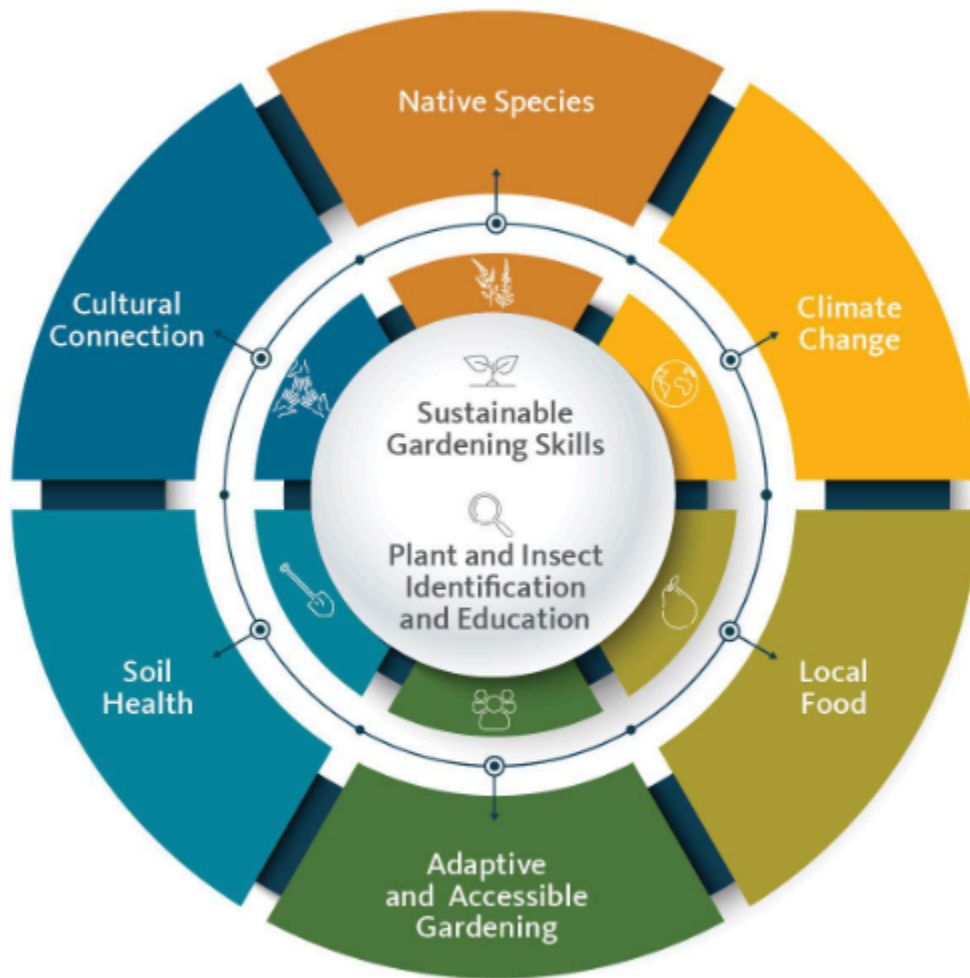 Native Species
Climate
Change
Local
Food
Adaptive
and Accessible
Gardening
Soil
Health
Cultural
Connection
Sustainable
Gardening Skills
Plant and Insect
Identification
and Education